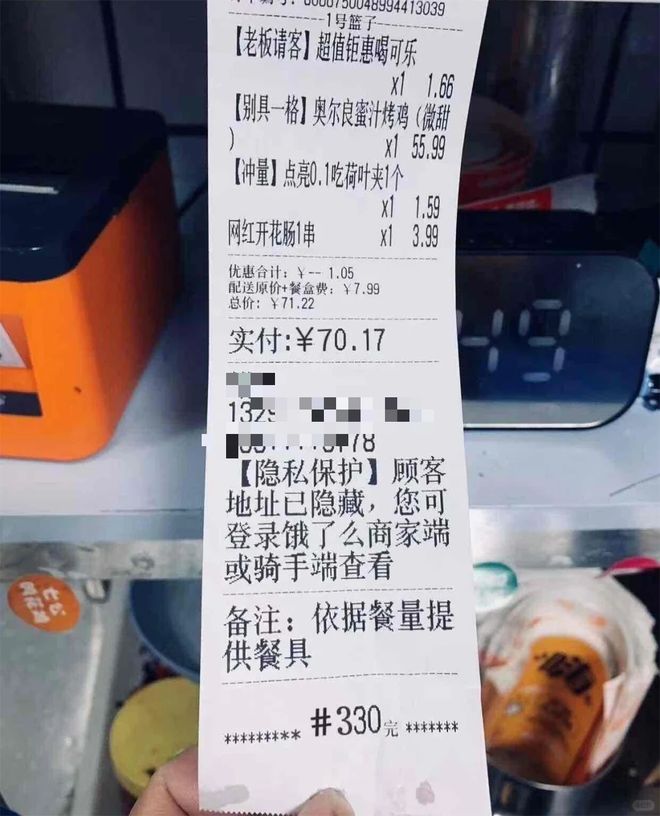 1号篮子
【老板请客】超值钜惠喝可乐
x1 1.66
【别具一格】奥尔良蜜汁烤鸡（微甜
） x1 55.99
【冲量】点亮0.1吃荷叶夹1个
x1 1.59
网红开花肠1串 x1 3.99
优惠合计：￥-- 1.05
配送原价+餐盒费：￥7.99
总价：￥71.22
实付:￥70.17
【隐私保护】顾客
地址已隐藏，您可
登录饿了么商家端
或骑手端查看
备注：依据餐量提
供餐具
********* #330完 *******